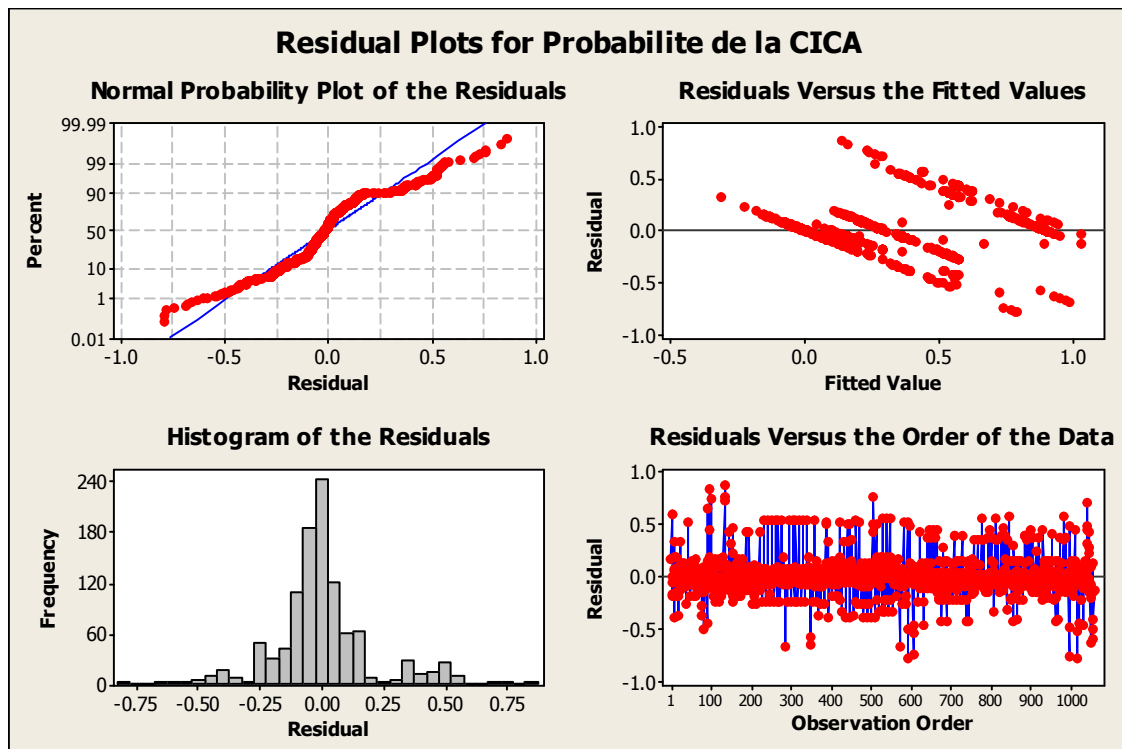 Residual Plots for Probabilite de la CICA
Normal Probability Plot of the Residuals
Percent
99.99
99
90
50
10
1
0.01
-1.0 -0.5 0.0 0.5 1.0
Residual
Residuals Versus the Fitted Values
Residual
1.0
0.5
0.0
-0.5
-1.0
-0.5 0.0 0.5 1.0
Fitted Value
Histogram of the Residuals
Frequency
240
180
120
60
0
-0.75 -0.50 -0.25 0.00 0.25 0.50 0.75
Residual
Residuals Versus the Order of the Data
Residual
1.0
0.5
0.0
-0.5
-1.0
1 100 200 300 400 500 600 700 800 900 1000
Observation Order